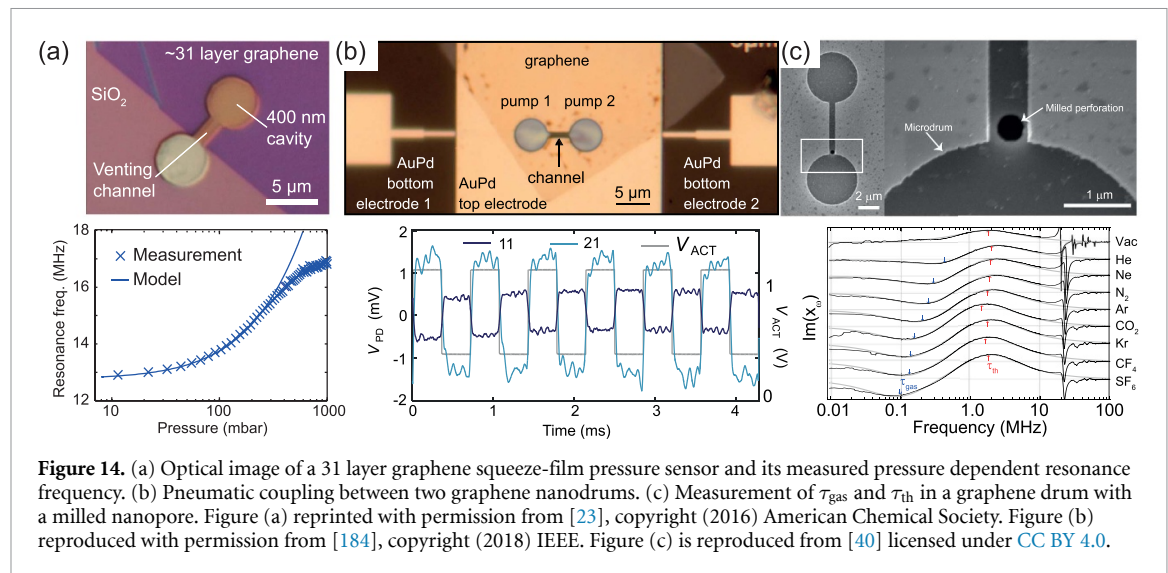 (a)
~31 layer graphene
SiO₂
400 nm
cavity
Venting
channel
5 μm
18
16
14
12
Resonance freq. (MHz)
Measurement
Model
10
100
1000
Pressure (mbar)
(b)
graphene
pump 1 pump 2
channel
AuPd
bottom
electrode 1
AuPd
top electrode
5 μm
AuPd
bottom
electrode 2
11
21
V_ACT
2
1
0
-1
-2
V_PD (mV)
1
0
V_ACT (V)
0 1 2 3 4
Time (ms)
(c)
2 μm
Microdrum
Milled perforation
1 μm
Im(x_ω)
Vac
He
Ne
N₂
Ar
CO₂
Kr
CF₄
SF₆
τ_gas
τ_th
0.01 0.1 1.0 10 100
Frequency (MHz)
Figure 14. (a) Optical image of a 31 layer graphene squeeze-film pressure sensor and its measured pressure dependent resonance
frequency. (b) Pneumatic coupling between two graphene nanodrums. (c) Measurement of τ_gas and τ_th in a graphene drum with
a milled nanopore. Figure (a) reprinted with permission from [23], copyright (2016) American Chemical Society. Figure (b)
reproduced with permission from [184], copyright (2018) IEEE. Figure (c) is reproduced from [40] licensed under CC BY 4.0.